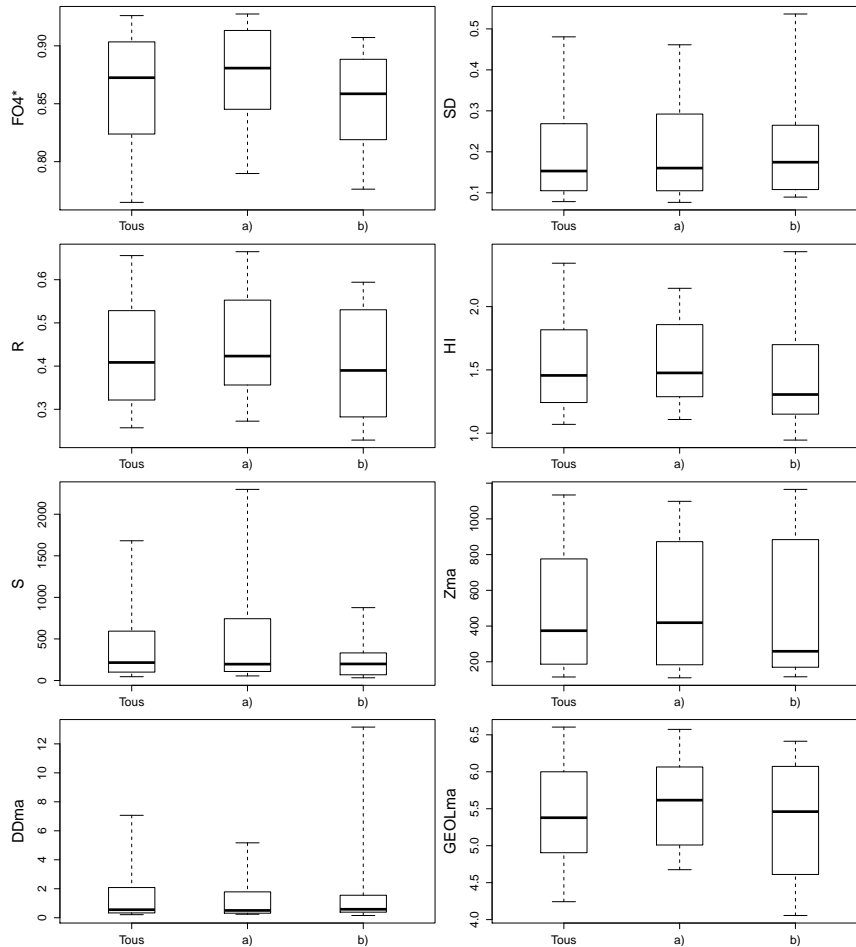 FO4*
0.90
0.85
0.80
Tous a) b)
SD
0.5
0.4
0.3
0.2
0.1
Tous a) b)
R
0.6
0.5
0.4
0.3
Tous a) b)
HI
2.0
1.5
1.0
Tous a) b)
S
2000
1500
1000
500
0
Tous a) b)
Zma
1000
800
600
400
200
Tous a) b)
DDma
12
10
8
6
4
2
0
Tous a) b)
GEOLma
6.5
6.0
5.5
5.0
4.5
4.0
Tous a) b)